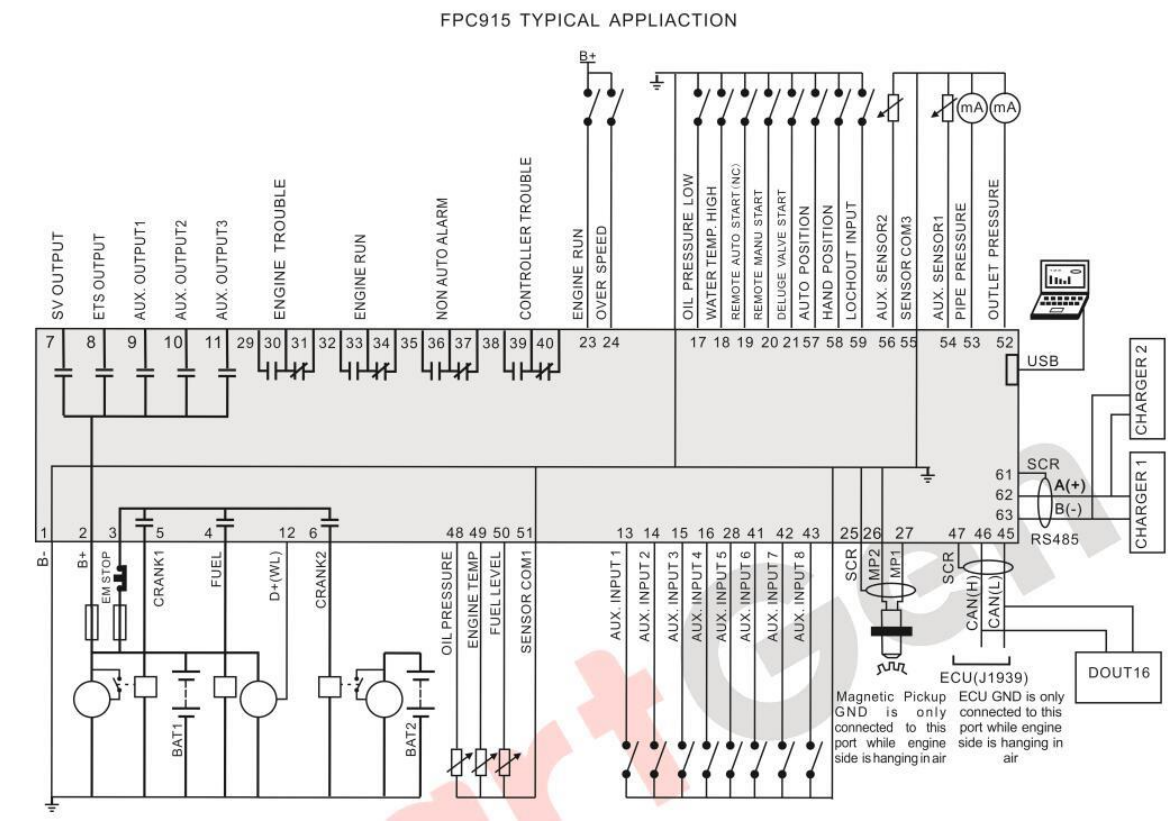 FPC915 TYPICAL APPLIACTION
B+
SV OUTPUT
ETS OUTPUT
AUX. OUTPUT1
AUX. OUTPUT2
AUX. OUTPUT3
ENGINE TROUBLE
ENGINE RUN
NON AUTO ALARM
CONTROLLER TROUBLE
ENGINE RUN
OVER SPEED
OIL PRESSURE LOW
WATER TEMP. HIGH
REMOTE AUTO START(NC)
REMOTE MANU START
DELUGE VALVE START
AUTO POSITION
HAND POSITION
LOCHOUT INPUT
AUX. SENSOR2
SENSOR COM3
AUX. SENSOR1
PIPE PRESSURE
OUTLET PRESSURE
mA mA
7 8 9 10 11 29 30 31 32 33 34 35 36 37 38 39 40 23 24 17 18 19 20 21 57 58 59 56 55 54 53 52
USB
CHARGER 2
CHARGER 1
61 SCR
62 A(+)
63 B(-)
RS485
1 2 3 5 4 12 6 48 49 50 51 13 14 15 16 28 41 42 43 25 26 27 47 46 45
B-
B+
EM STOP
CRANK1
FUEL
D+(WL)
CRANK2
OIL PRESSURE
ENGINE TEMP
FUEL LEVEL
SENSOR COM1
AUX. INPUT 1
AUX. INPUT 2
AUX. INPUT 3
AUX. INPUT 4
AUX. INPUT 5
AUX. INPUT 6
AUX. INPUT 7
AUX. INPUT 8
SCR
MP2
MP1
SCR
CAN(H)
CAN(L)
BAT1
BAT2
DOUT16
ECU(J1939)
Magnetic Pickup
GND is only
connected to this
port while engine
side is hanging in air
ECU GND is only
connected to this
port while engine
side is hanging in
air
artGen